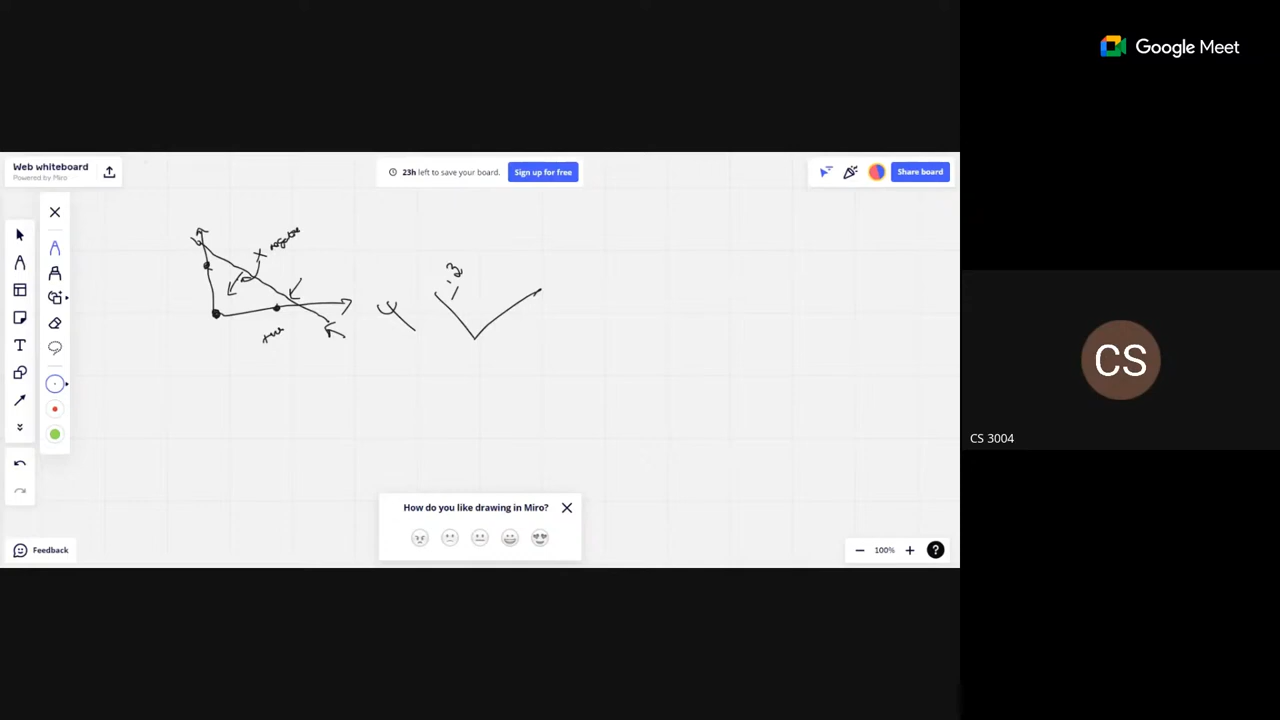 Google Meet
Web whiteboard
Powered by Miro
23h left to save your board.
Sign up for free
Share board
negative
CS
CS 3004
How do you like drawing in Miro?
Feedback
100%
?